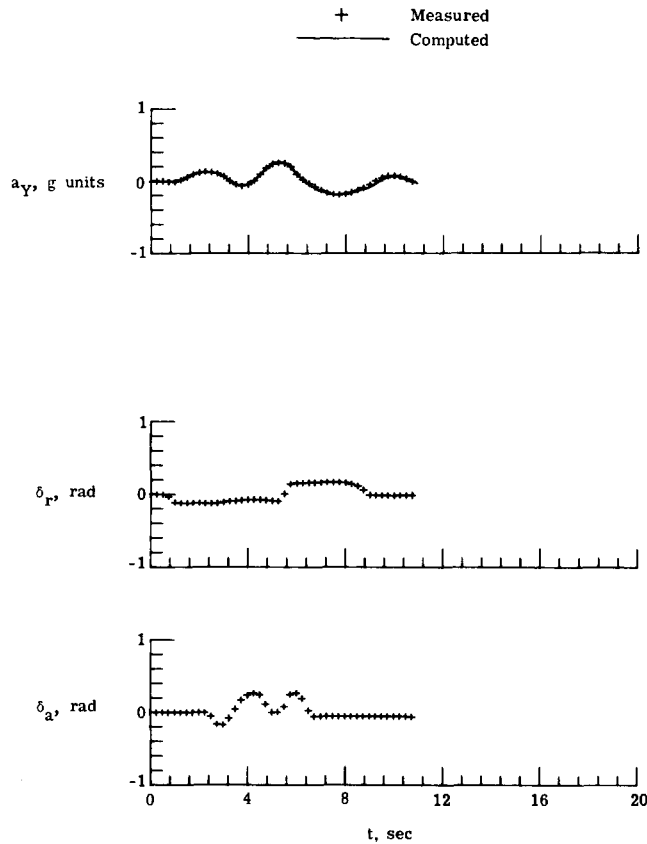 + Measured
Computed
1
a_Y, g units
0
-1
1
δ_r, rad
0
-1
1
δ_a, rad
0
-1
0 4 8 12 16 20
t, sec